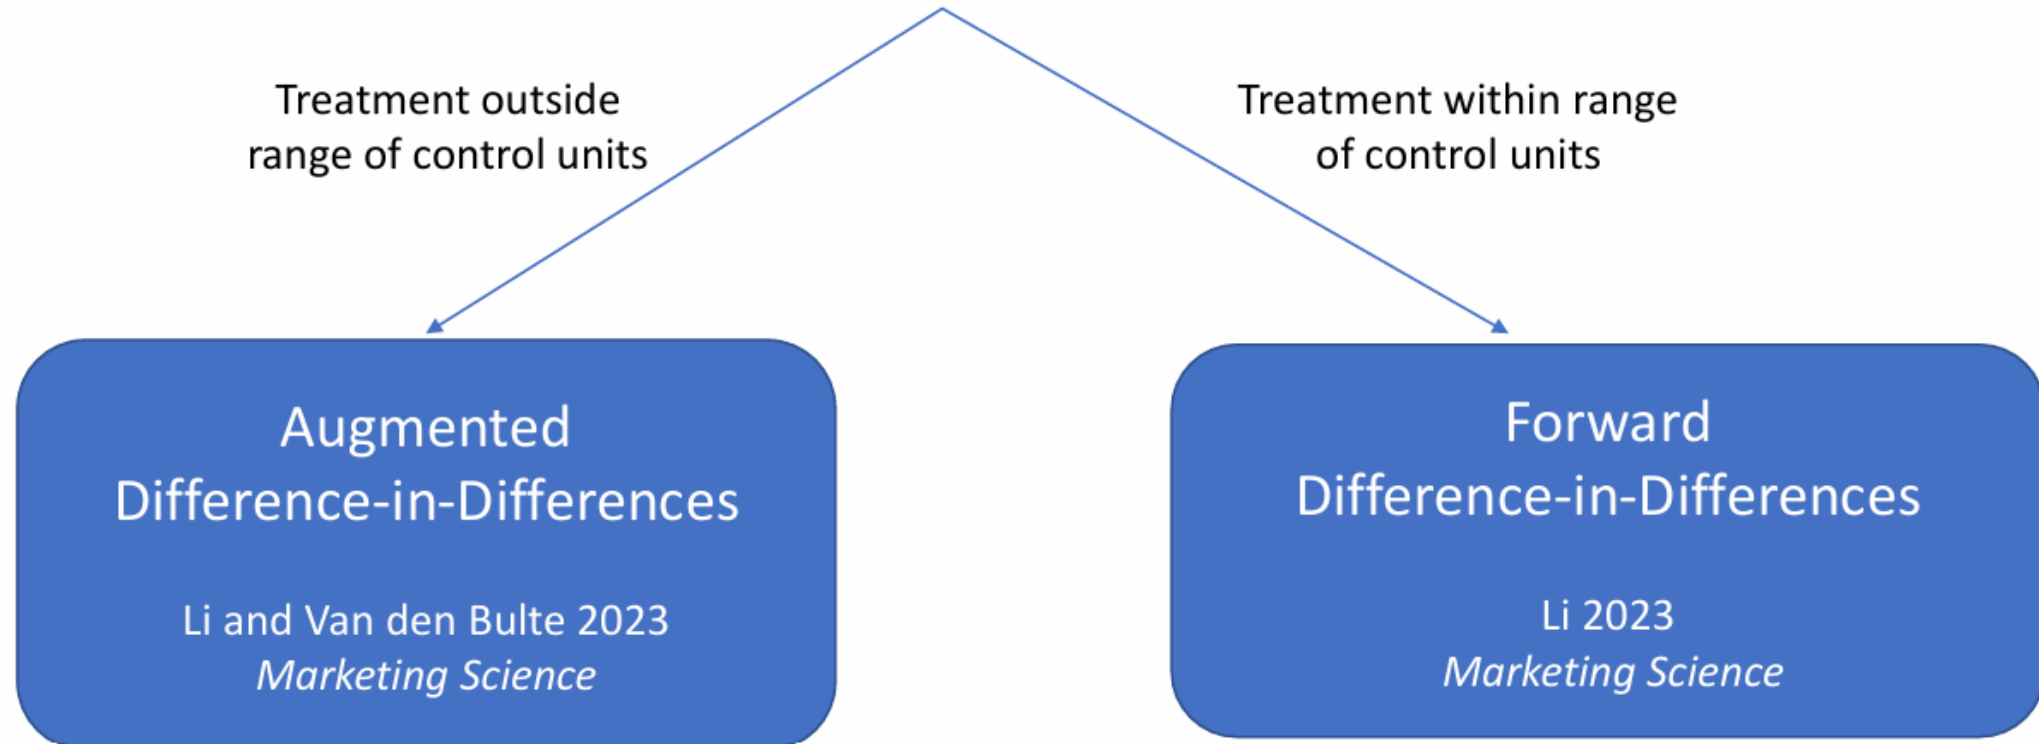 Treatment outside
range of control units
Treatment within range
of control units
Augmented
Difference-in-Differences
Li and Van den Bulte 2023
Marketing Science
Forward
Difference-in-Differences
Li 2023
Marketing Science